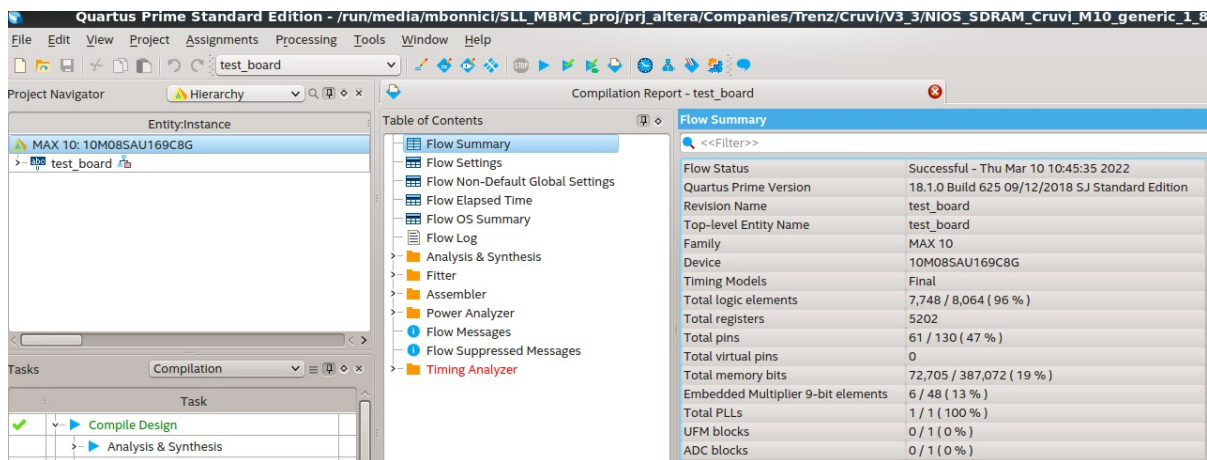 Quartus Prime Standard Edition - /run/media/mbonnici/SLL_MBMC_proj/prj_altera/Companies/Trenz/Cruvi/V3_3/NIOS_SDRAM_Cruvi_M10_generic_1_8
File Edit View Project Assignments Processing Tools Window Help
test_board
Project Navigator
Hierarchy
Entity:Instance
MAX 10: 10M08SAU169C8G
test_board
Tasks
Compilation
Task
Compile Design
Analysis & Synthesis
Compilation Report - test_board
Table of Contents
Flow Summary
Flow Settings
Flow Non-Default Global Settings
Flow Elapsed Time
Flow OS Summary
Flow Log
Analysis & Synthesis
Fitter
Assembler
Power Analyzer
Flow Messages
Flow Suppressed Messages
Timing Analyzer
Flow Summary
<<Filter>>
Flow Status Successful - Thu Mar 10 10:45:35 2022
Quartus Prime Version 18.1.0 Build 625 09/12/2018 SJ Standard Edition
Revision Name test_board
Top-level Entity Name test_board
Family MAX 10
Device 10M08SAU169C8G
Timing Models Final
Total logic elements 7,748 / 8,064 ( 96 % )
Total registers 5202
Total pins 61 / 130 ( 47 % )
Total virtual pins 0
Total memory bits 72,705 / 387,072 ( 19 % )
Embedded Multiplier 9-bit elements 6 / 48 ( 13 % )
Total PLLs 1 / 1 ( 100 % )
UFM blocks 0 / 1 ( 0 % )
ADC blocks 0 / 1 ( 0 % )